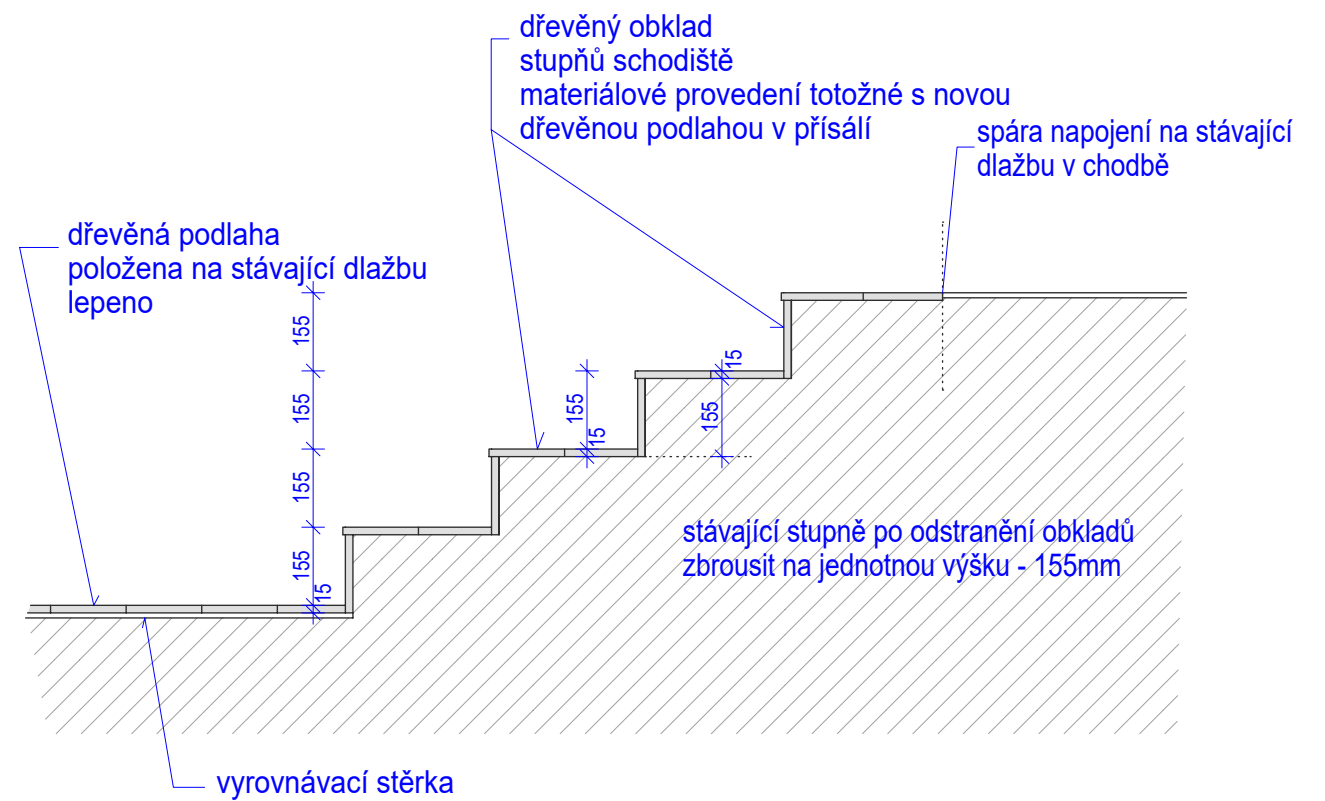 dřevěný obklad
stupňů schodiště
materiálové provedení totožné s novou
dřevěnou podlahou v přísálí
spára napojení na stávající
dlažbu v chodbě
dřevěná podlaha
položena na stávající dlažbu
lepeno
155
155
155
155
15
155
15
15
155
stávající stupně po odstranění obkladů
zbrousit na jednotnou výšku - 155mm
vyrovnávací stěrka